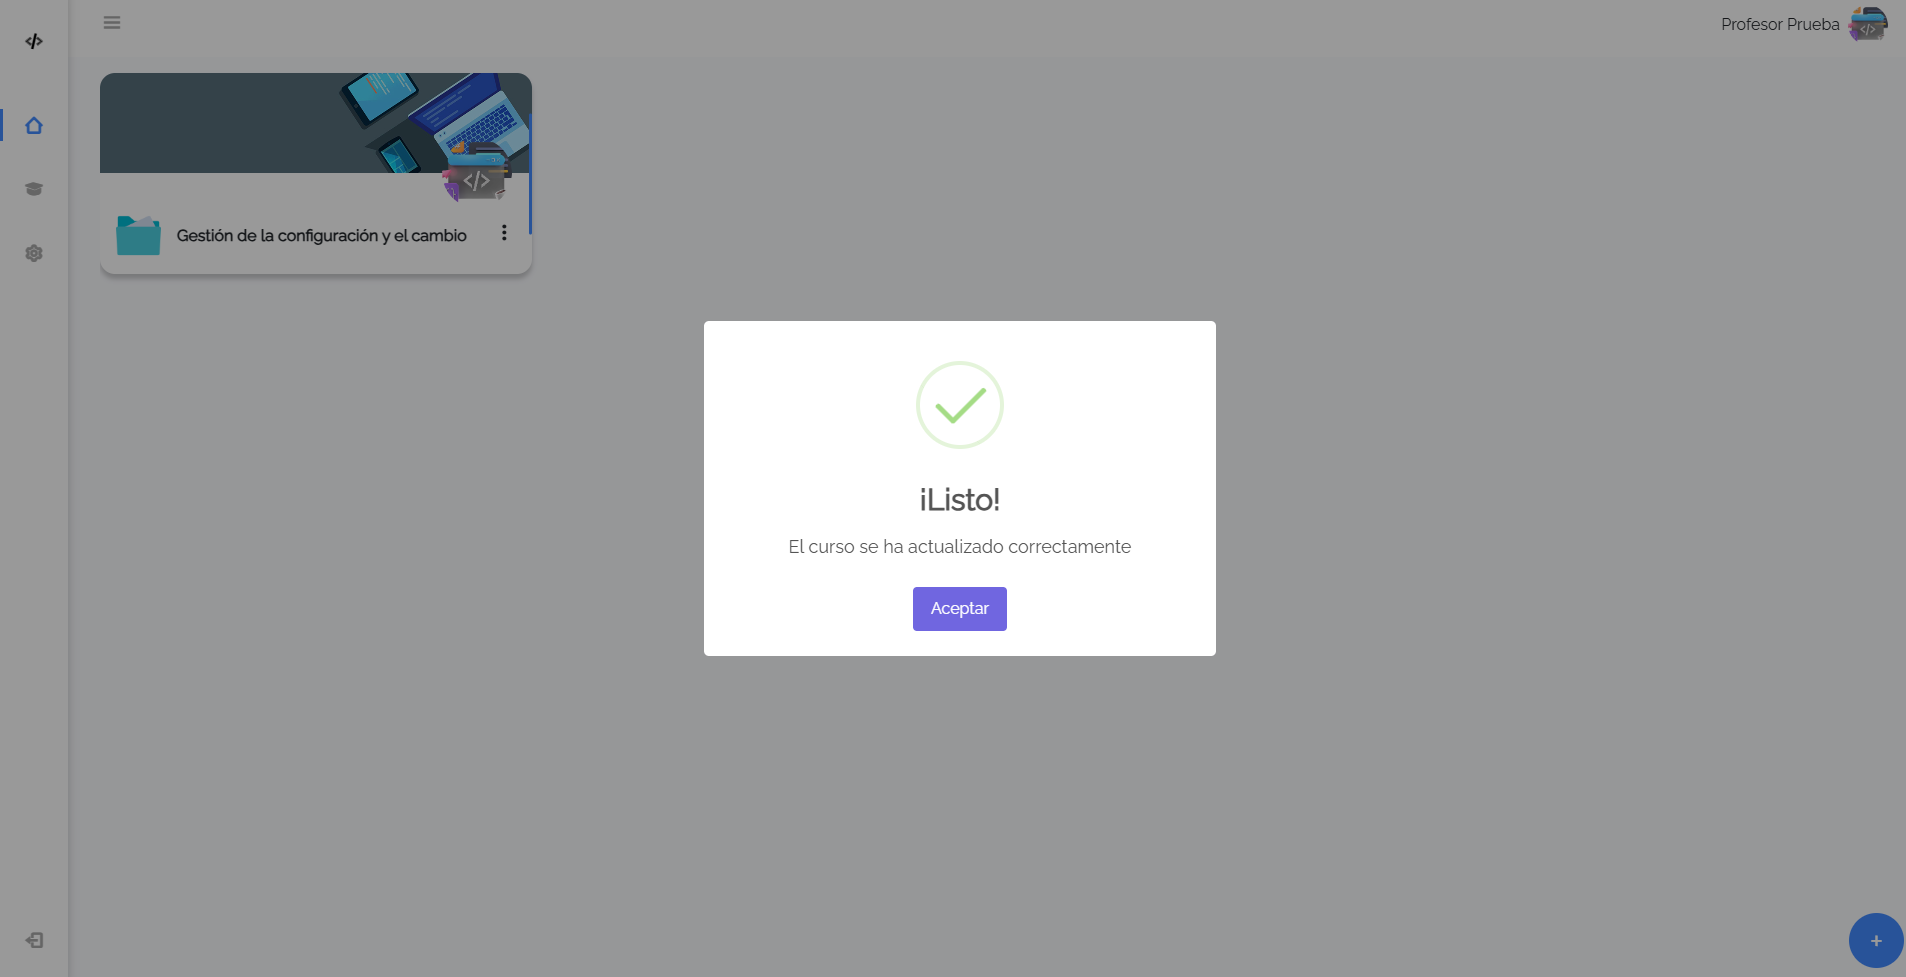 Profesor Prueba
Gestión de la configuración y el cambio
¡Listo!
El curso se ha actualizado correctamente
Aceptar